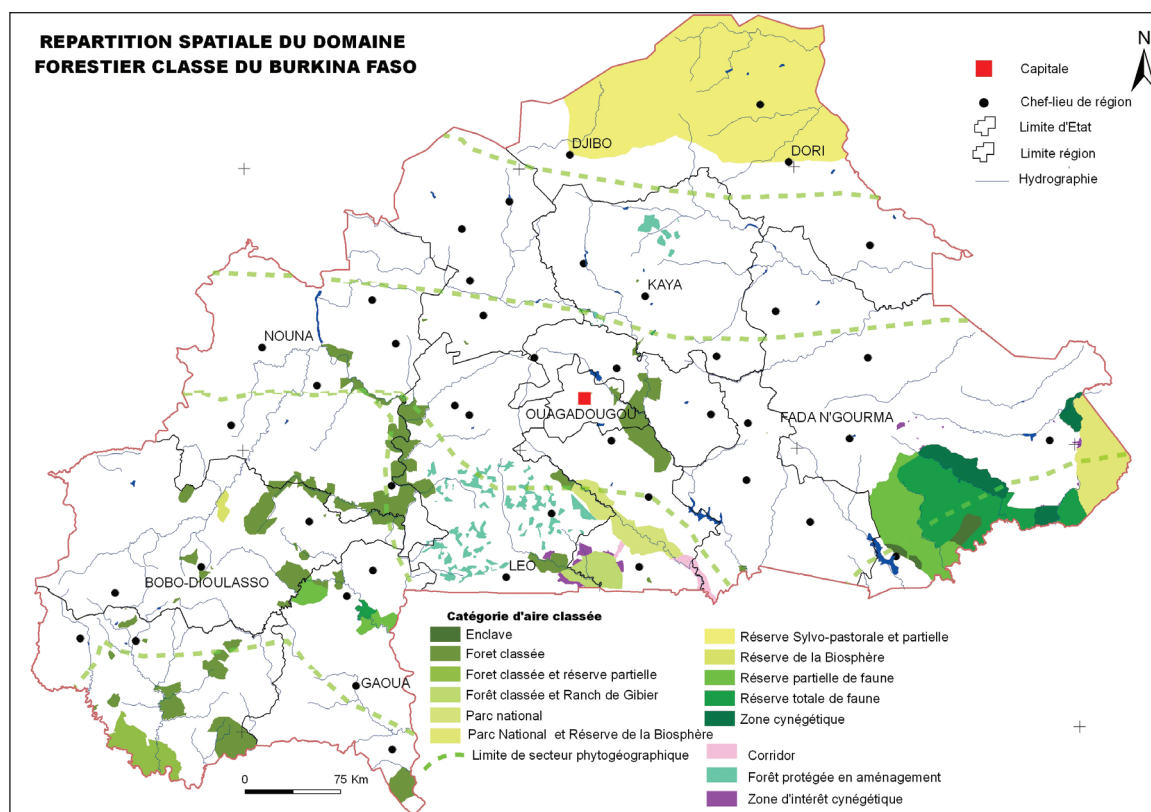 REPARTITION SPATIALE DU DOMAINE
FORESTIER CLASSE DU BURKINA FASO
N
Capitale
Chef-lieu de région
Limite d'Etat
Limite région
Hydrographie
DJIBO
DORI
KAYA
NOUNA
OUAGADOUGOU
FADA N'GOURMA
BOBO-DIOULASSO
LEO
GAOUA
Catégorie d'aire classée
Enclave
Foret classée
Foret classée et réserve partielle
Forêt classée et Ranch de Gibier
Parc national
Parc National et Réserve de la Biosphère
Limite de secteur phytogéographique
Réserve Sylvo-pastorale et partielle
Réserve de la Biosphère
Réserve partielle de faune
Réserve totale de faune
Zone cynégétique
Corridor
Forêt protégée en aménagement
Zone d'intérêt cynégétique
0 75 Km